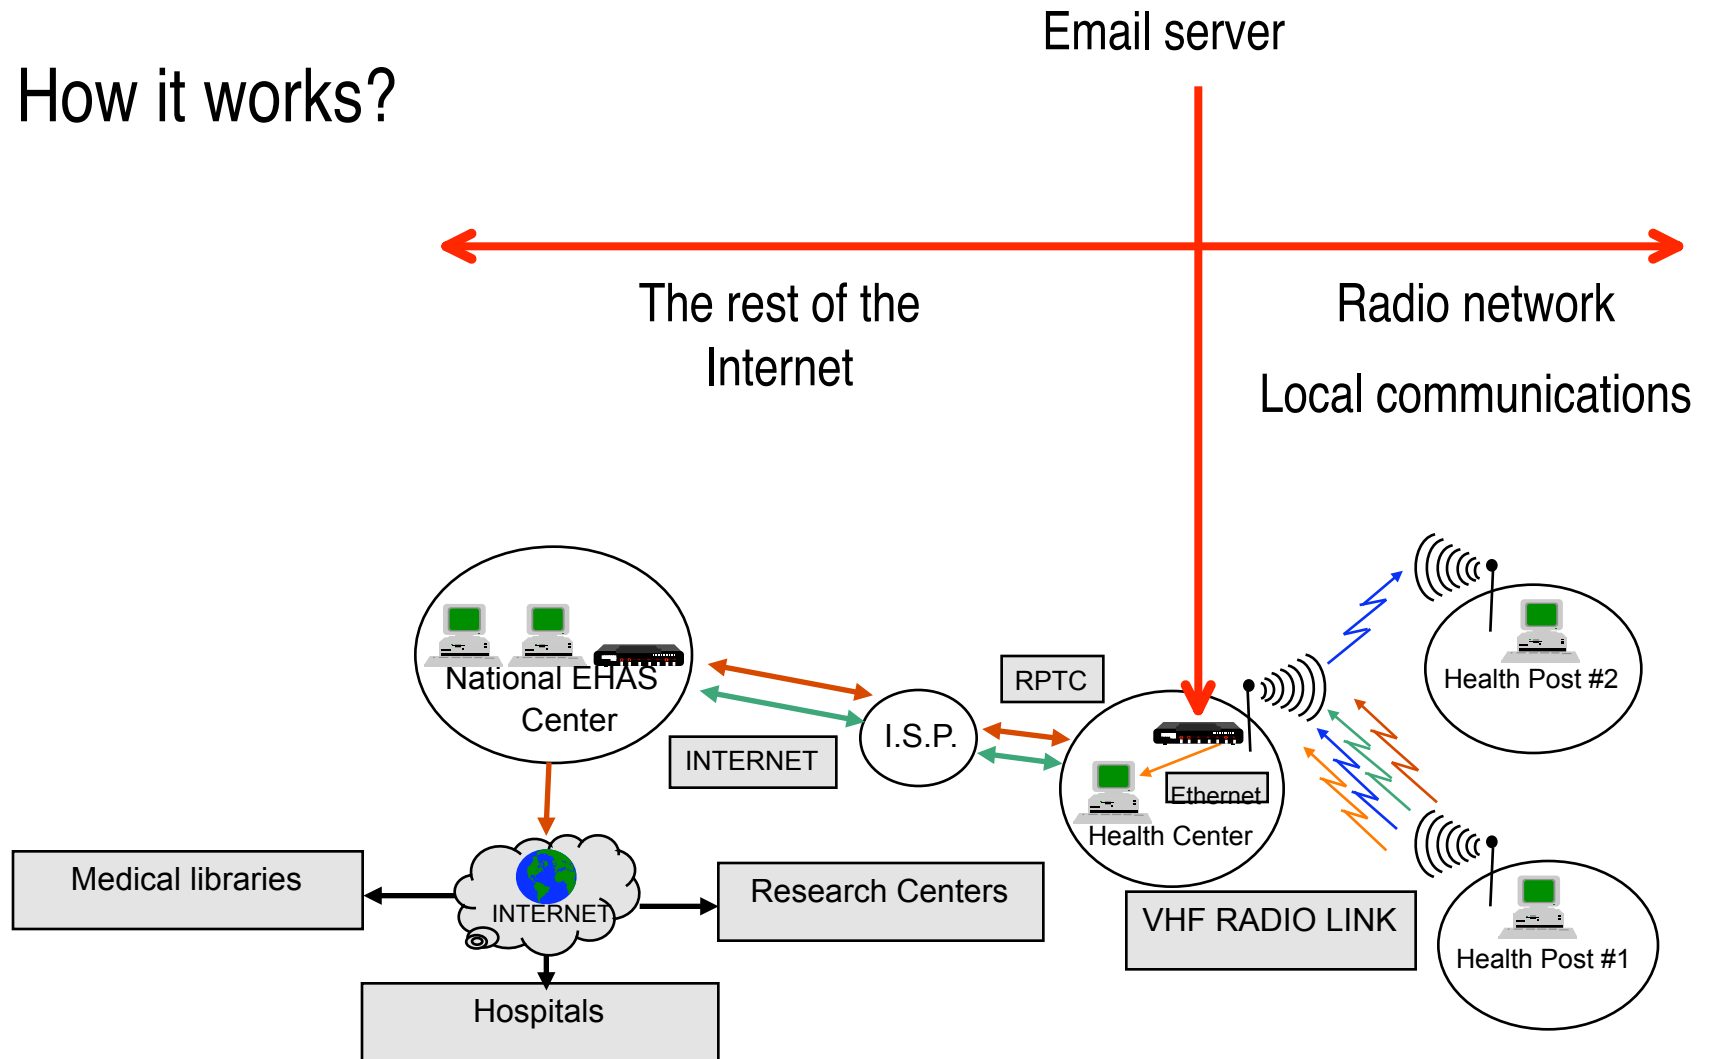 Email server
How it works?
The rest of the
Internet
Radio network
Local communications
National EHAS
Center
INTERNET
I.S.P.
RPTC
Ethernet
Health Center
Health Post #2
Health Post #1
VHF RADIO LINK
Medical libraries
INTERNET
Research Centers
Hospitals